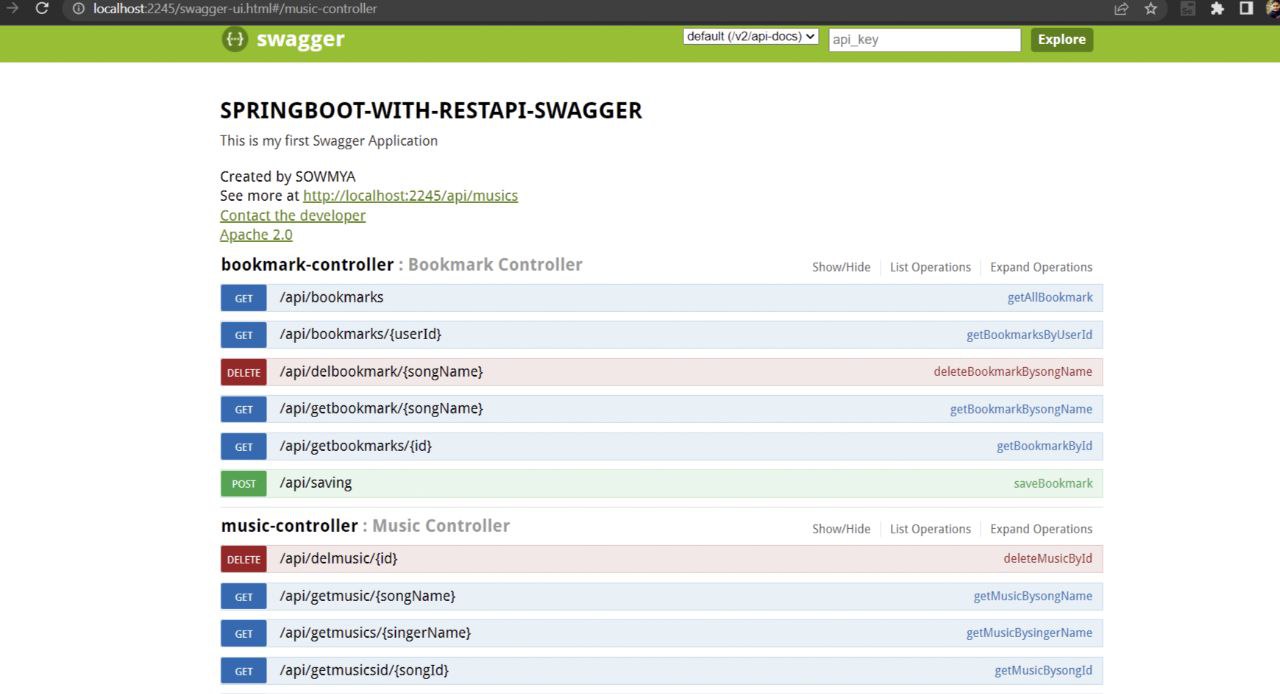 localhost:2245/swagger-ui.html#/music-controller
{···} swagger default (/v2/api-docs) api_key Explore
SPRINGBOOT-WITH-RESTAPI-SWAGGER
This is my first Swagger Application
Created by SOWMYA
See more at http://localhost:2245/api/musics
Contact the developer
Apache 2.0
bookmark-controller : Bookmark Controller Show/Hide List Operations Expand Operations
GET /api/bookmarks getAllBookmark
GET /api/bookmarks/{userId} getBookmarksByUserId
DELETE /api/delbookmark/{songName} deleteBookmarkBysongName
GET /api/getbookmark/{songName} getBookmarkBysongName
GET /api/getbookmarks/{id} getBookmarkById
POST /api/saving saveBookmark
music-controller : Music Controller Show/Hide List Operations Expand Operations
DELETE /api/delmusic/{id} deleteMusicById
GET /api/getmusic/{songName} getMusicBysongName
GET /api/getmusics/{singerName} getMusicBysingerName
GET /api/getmusicsid/{songId} getMusicBysongId